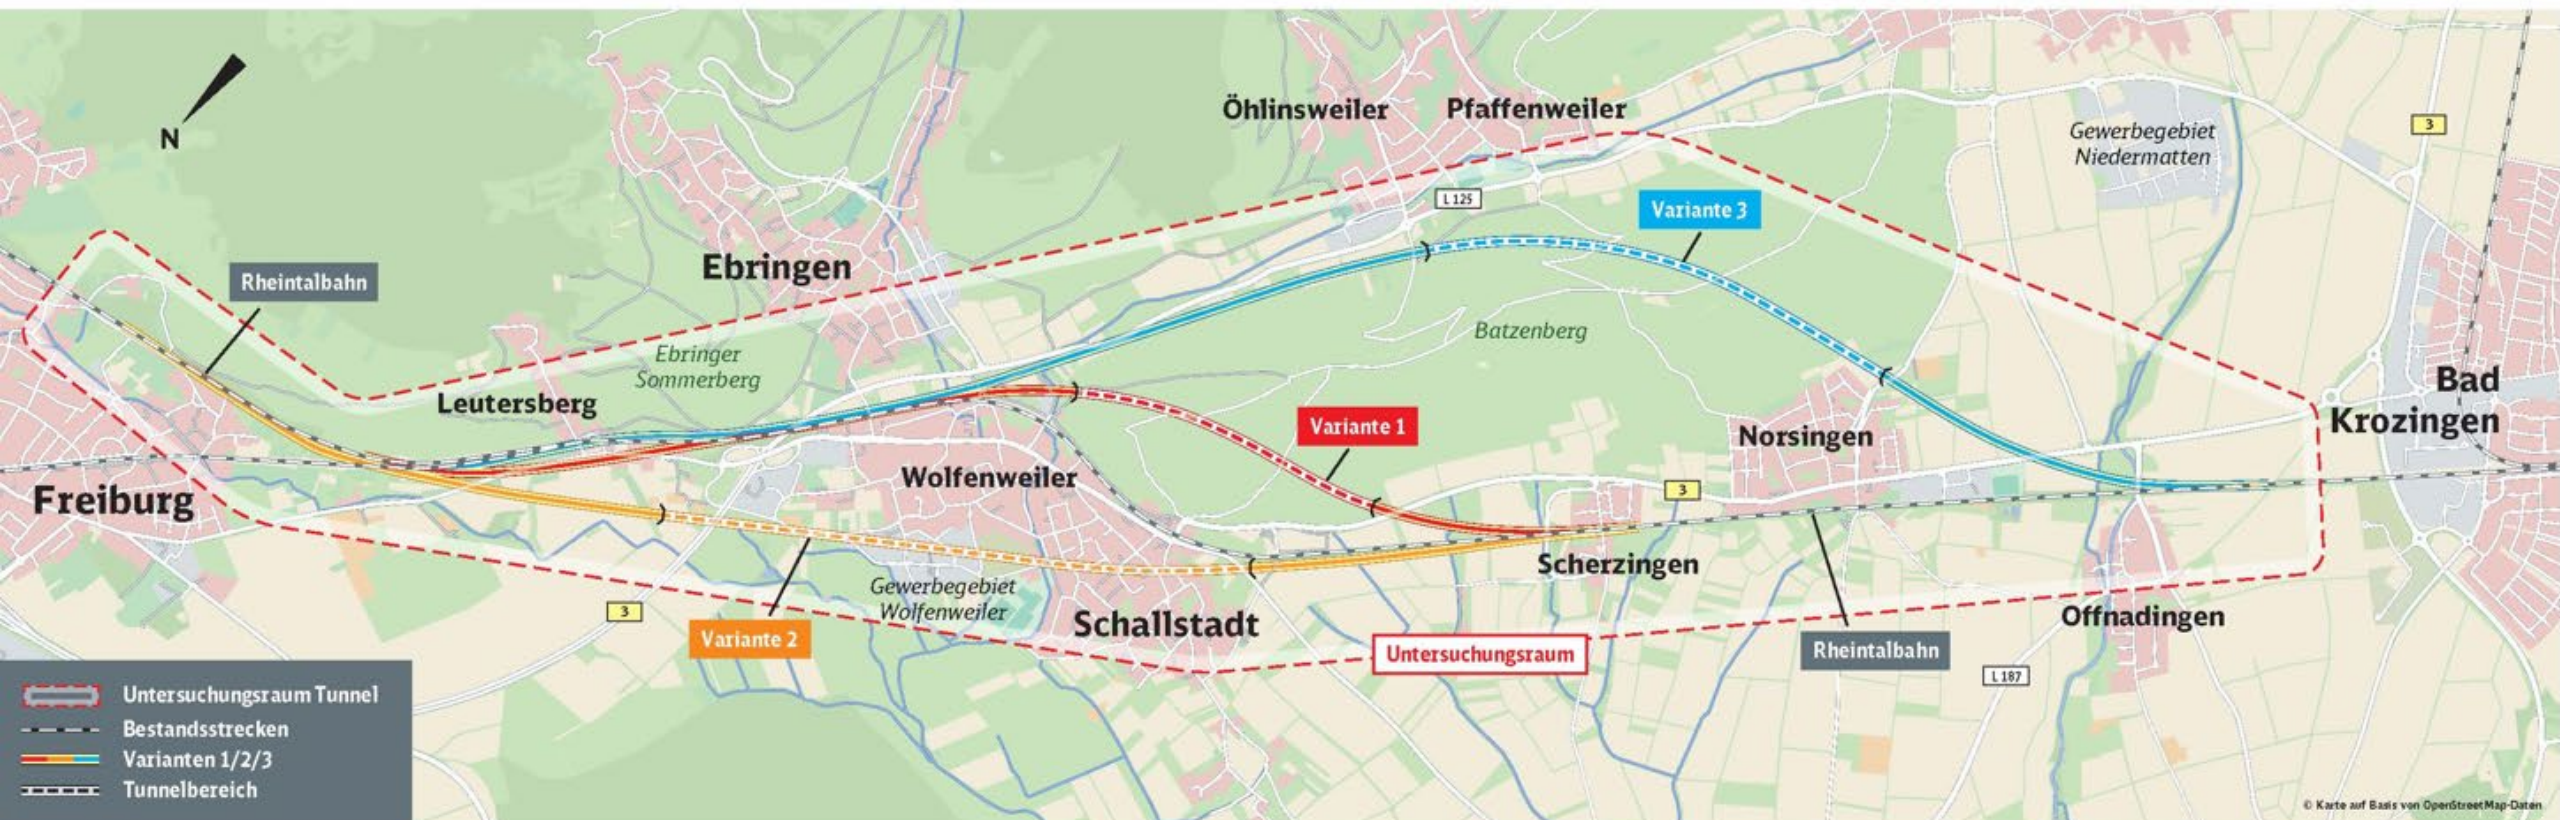 N
Öhlinsweiler
Pfaffenweiler
Gewerbegebiet
Niedermatten
3
L 125
Variante 3
Rheintalbahn
Ebringen
Ebringer
Sommerberg
Batzenberg
Leutersberg
Variante 1
Bad
Krozingen
Norsingen
Wolfenweiler
3
Freiburg
Scherzingen
Gewerbegebiet
Wolfenweiler
3
Schallstadt
Offnadingen
Variante 2
Untersuchungsraum
Rheintalbahn
L 187
Untersuchungsraum Tunnel
Bestandsstrecken
Varianten 1/2/3
Tunnelbereich
© Karte auf Basis von OpenStreetMap-Daten